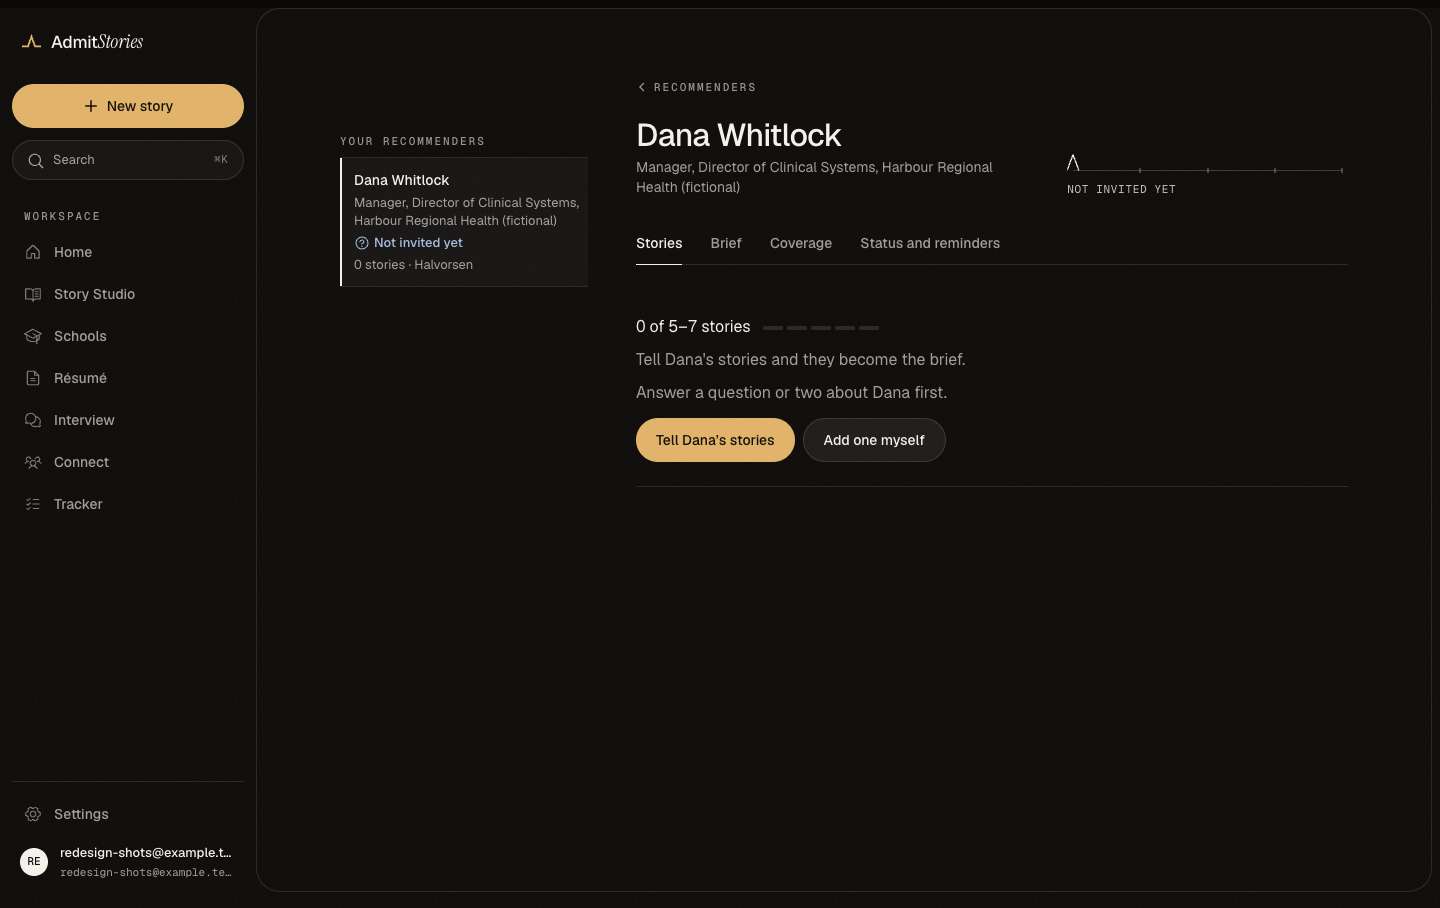 AdmitStories
New story
Search ⌘K
WORKSPACE
Home
Story Studio
Schools
Résumé
Interview
Connect
Tracker
Settings
RE
redesign-shots@example.t…
redesign-shots@example.te…
YOUR RECOMMENDERS
Dana Whitlock
Manager, Director of Clinical Systems,
Harbour Regional Health (fictional)
Not invited yet
0 stories · Halvorsen
RECOMMENDERS
Dana Whitlock
Manager, Director of Clinical Systems, Harbour Regional
Health (fictional)
NOT INVITED YET
Stories Brief Coverage Status and reminders
0 of 5–7 stories
Tell Dana's stories and they become the brief.
Answer a question or two about Dana first.
Tell Dana's stories Add one myself